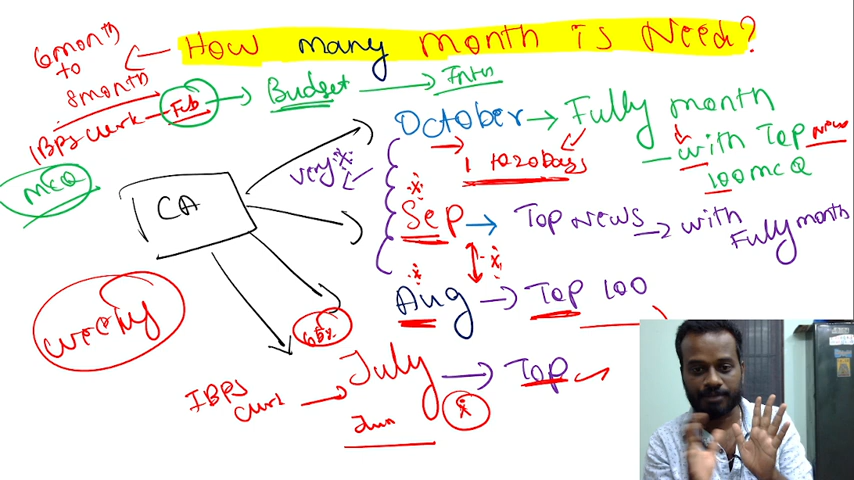 How many month is Need?
6month
to
8month
Feb
Budget
IBPS clerk
MCQ
October
Fully month
with Top news
100 MCQ
1 to 20 days
very
CA
Sep
Top News
with
Fully month
Aug
Top 100
weekly
IBPS
clerk
July
Top